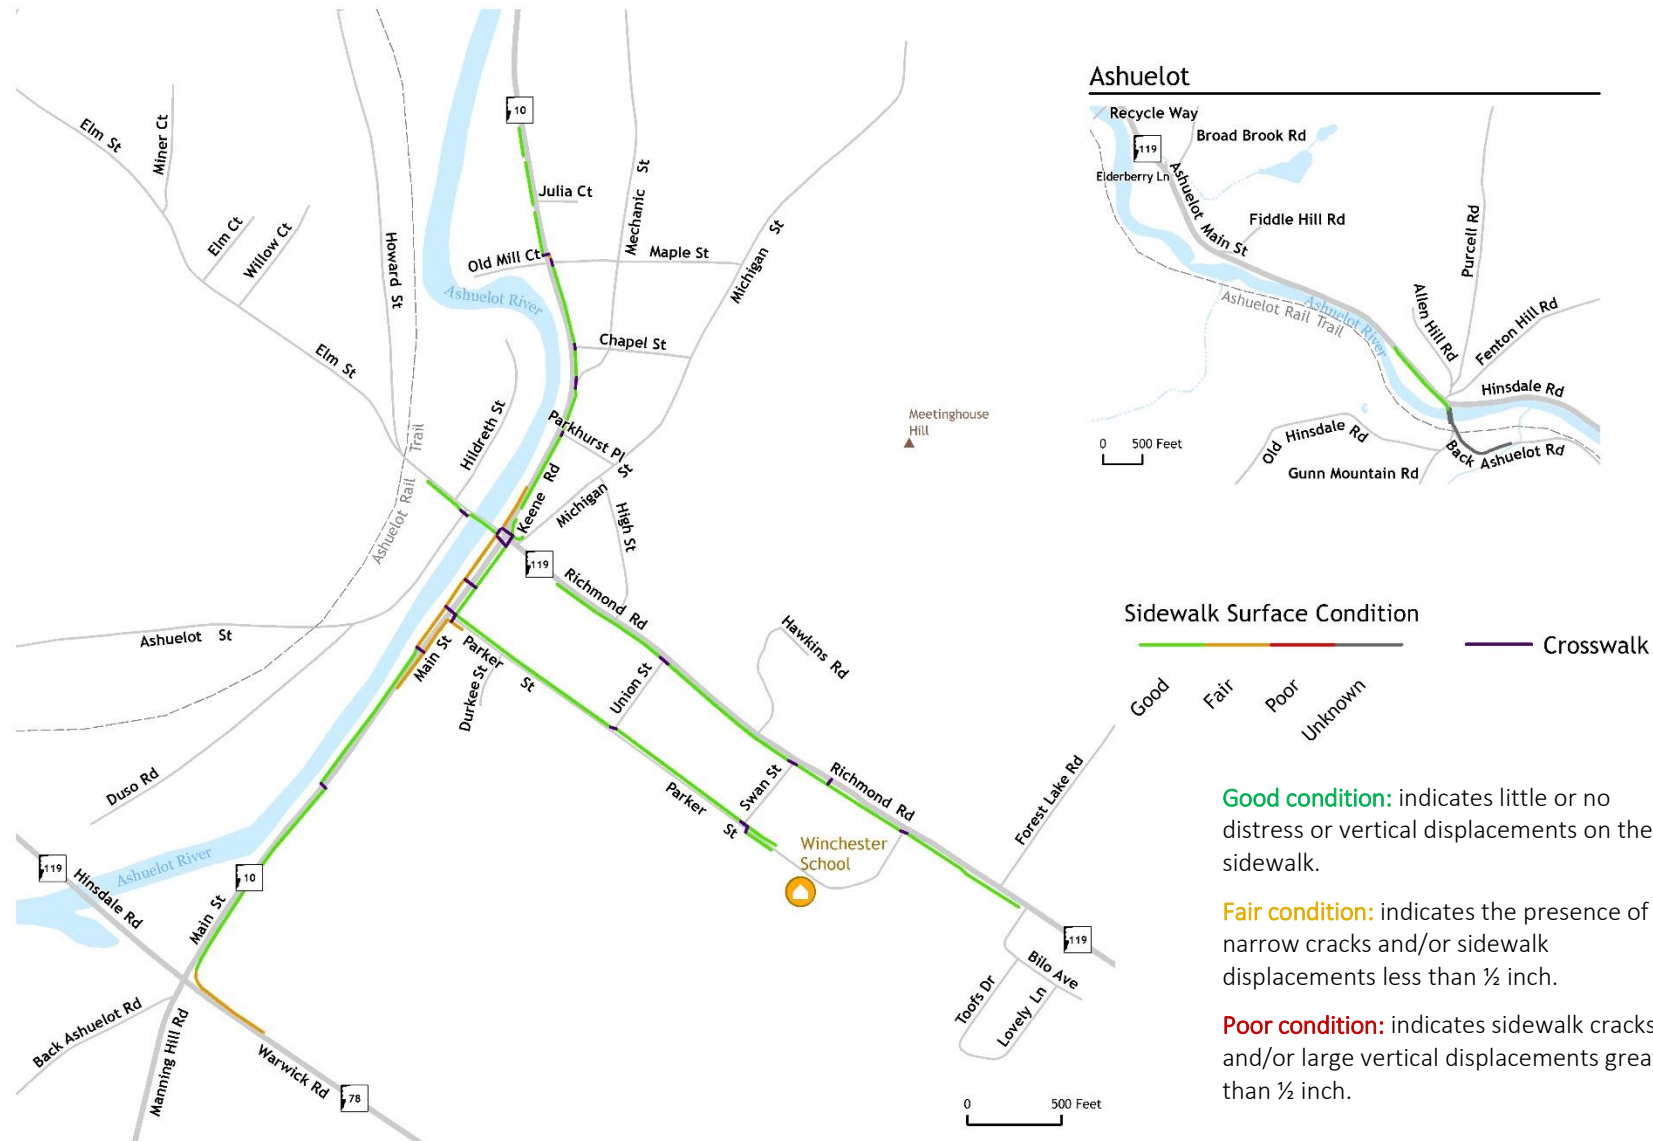 10
Elm St
Miner Ct
Elm Ct
Willow Ct
Howard St
Julia Ct
Mechanic St
Old Mill Ct
Maple St
Michigan St
Ashuelot River
Chapel St
Elm St
Hildreth St
Parkhurst Pl
Keene Rd
Michigan St
High St
Meetinghouse
Hill
Ashuelot Rail Trail
119
Richmond Rd
Ashuelot St
Main St
Parker St
Durkee St
Union St
Hawkins Rd
Duso Rd
Parker St
Swan St
Richmond Rd
Forest Lake Rd
Winchester
School
119
Hinsdale Rd
Ashuelot River
10
Main St
119
Bilo Ave
Toofs Dr
Lovely Ln
Back Ashuelot Rd
Manning Hill Rd
Warwick Rd
78
0 500 Feet
Ashuelot
Recycle Way
Broad Brook Rd
119
Elderberry Ln
Ashuelot Main St
Fiddle Hill Rd
Purcell Rd
Ashuelot Rail Trail
Ashuelot River
Allen Hill Rd
Fenton Hill Rd
Hinsdale Rd
Old Hinsdale Rd
Gunn Mountain Rd
Back Ashuelot Rd
0 500 Feet
Sidewalk Surface Condition
Crosswalk
Good
Fair
Poor
Unknown
Good condition: indicates little or no
distress or vertical displacements on the
sidewalk.
Fair condition: indicates the presence of
narrow cracks and/or sidewalk
displacements less than ½ inch.
Poor condition: indicates sidewalk cracks
and/or large vertical displacements grea
than ½ inch.